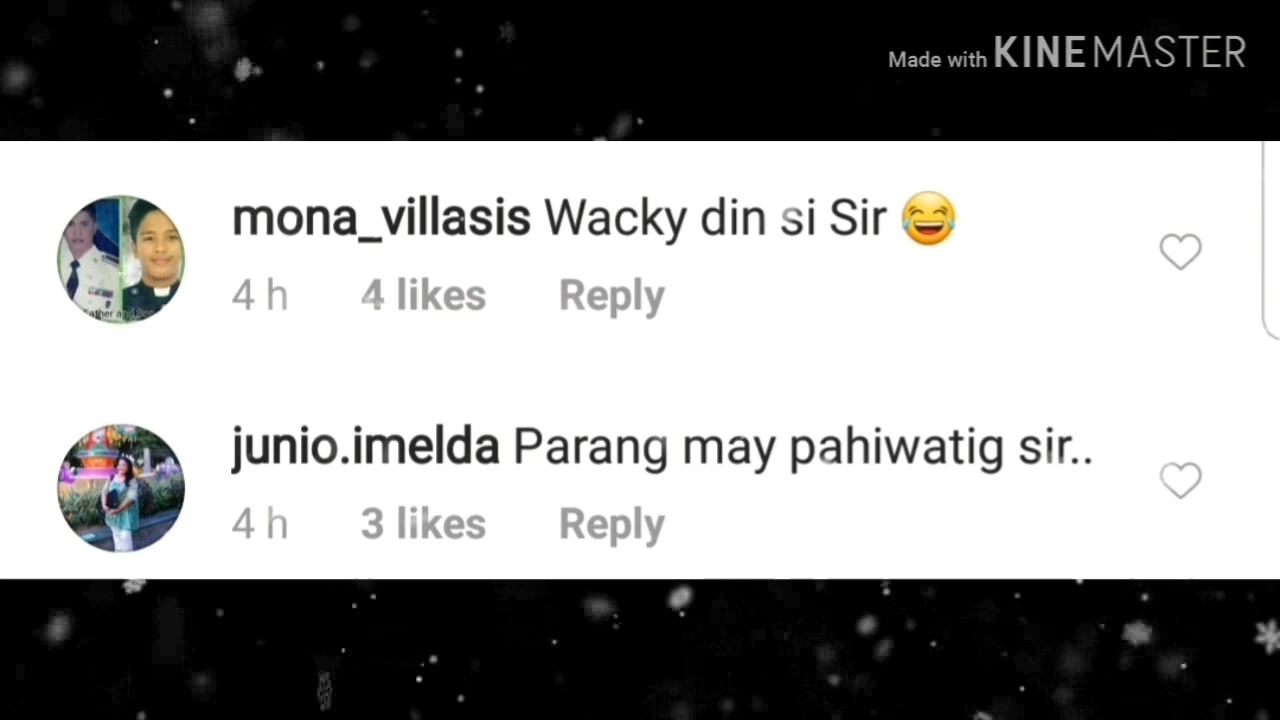 Made with KINEMASTER
mona_villasis Wacky din si Sir 😂
4 h 4 likes Reply
junio.imelda Parang may pahiwatig sir..
4 h 3 likes Reply